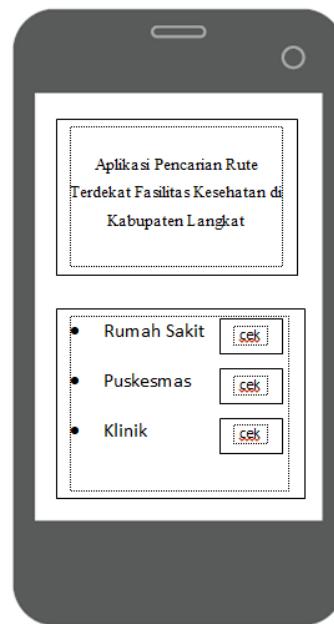 Aplikasi Pencarian Rute
Terdekat Fasilitas Kesehatan di
Kabupaten Langkat
• Rumah Sakit cek
• Puskesmas cek
• Klinik cek